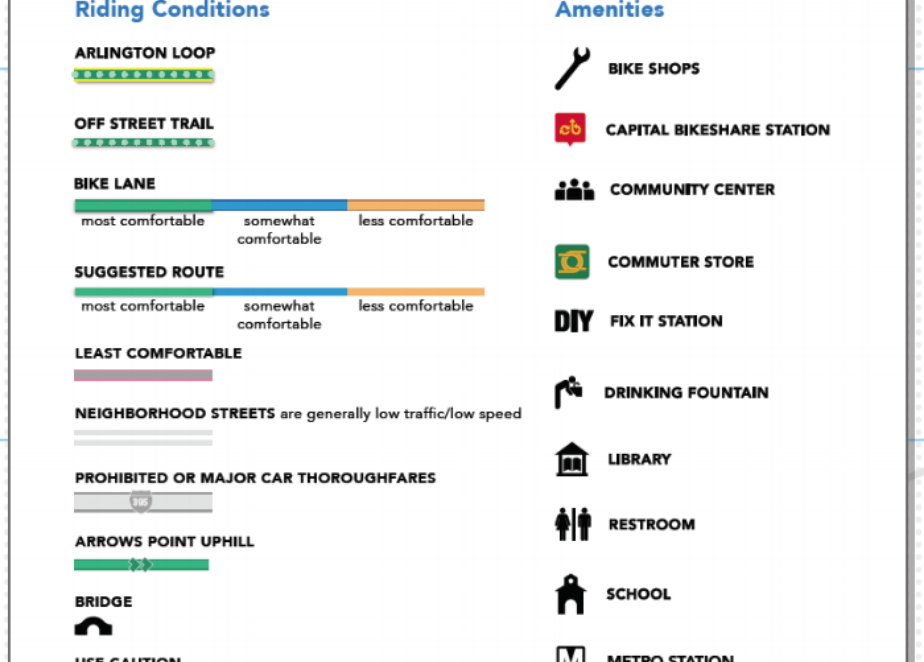 Riding Conditions
ARLINGTON LOOP
OFF STREET TRAIL
BIKE LANE
most comfortable
somewhat
comfortable
less comfortable
SUGGESTED ROUTE
most comfortable
somewhat
comfortable
less comfortable
LEAST COMFORTABLE
NEIGHBORHOOD STREETS are generally low traffic/low speed
PROHIBITED OR MAJOR CAR THOROUGHFARES
395
ARROWS POINT UPHILL
BRIDGE
USE CAUTION
Amenities
BIKE SHOPS
cb
CAPITAL BIKESHARE STATION
COMMUNITY CENTER
COMMUTER STORE
DIY FIX IT STATION
DRINKING FOUNTAIN
LIBRARY
RESTROOM
SCHOOL
M METRO STATION